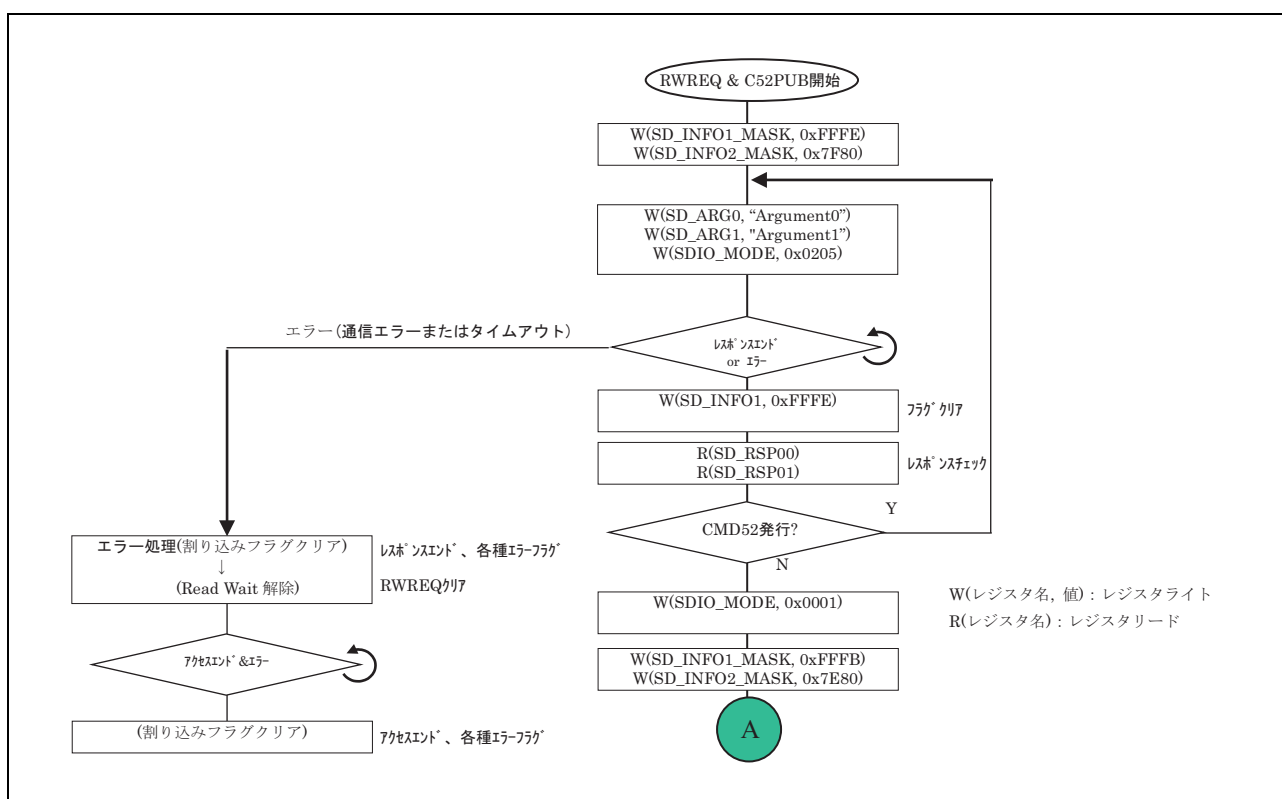 RWREQ & C52PUB開始
W(SD_INFO1_MASK, 0xFFFE)
W(SD_INFO2_MASK, 0x7F80)
W(SD_ARG0, “Argument0”)
W(SD_ARG1, "Argument1”)
W(SDIO_MODE, 0x0205)
エラー(通信エラーまたはタイムアウト)
ﾚｽﾎﾟﾝｽｴﾝﾄﾞ
or ｴﾗｰ
W(SD_INFO1, 0xFFFE)
ﾌﾗｸﾞｸﾘｱ
R(SD_RSP00)
R(SD_RSP01)
ﾚｽﾎﾟﾝｽﾁｪｯｸ
CMD52発行?
Y
N
エラー処理(割り込みフラグクリア)
↓
(Read Wait 解除)
ﾚｽﾎﾟﾝｽｴﾝﾄﾞ、各種ｴﾗｰﾌﾗｸﾞ
RWREQｸﾘｱ
W(SDIO_MODE, 0x0001)
W(レジスタ名, 値) : レジスタライト
R(レジスタ名) : レジスタリード
ｱｸｾｽｴﾝﾄﾞ&ｴﾗｰ
W(SD_INFO1_MASK, 0xFFFB)
W(SD_INFO2_MASK, 0x7E80)
(割り込みフラグクリア)
ｱｸｾｽｴﾝﾄﾞ、各種ｴﾗｰﾌﾗｸﾞ
A